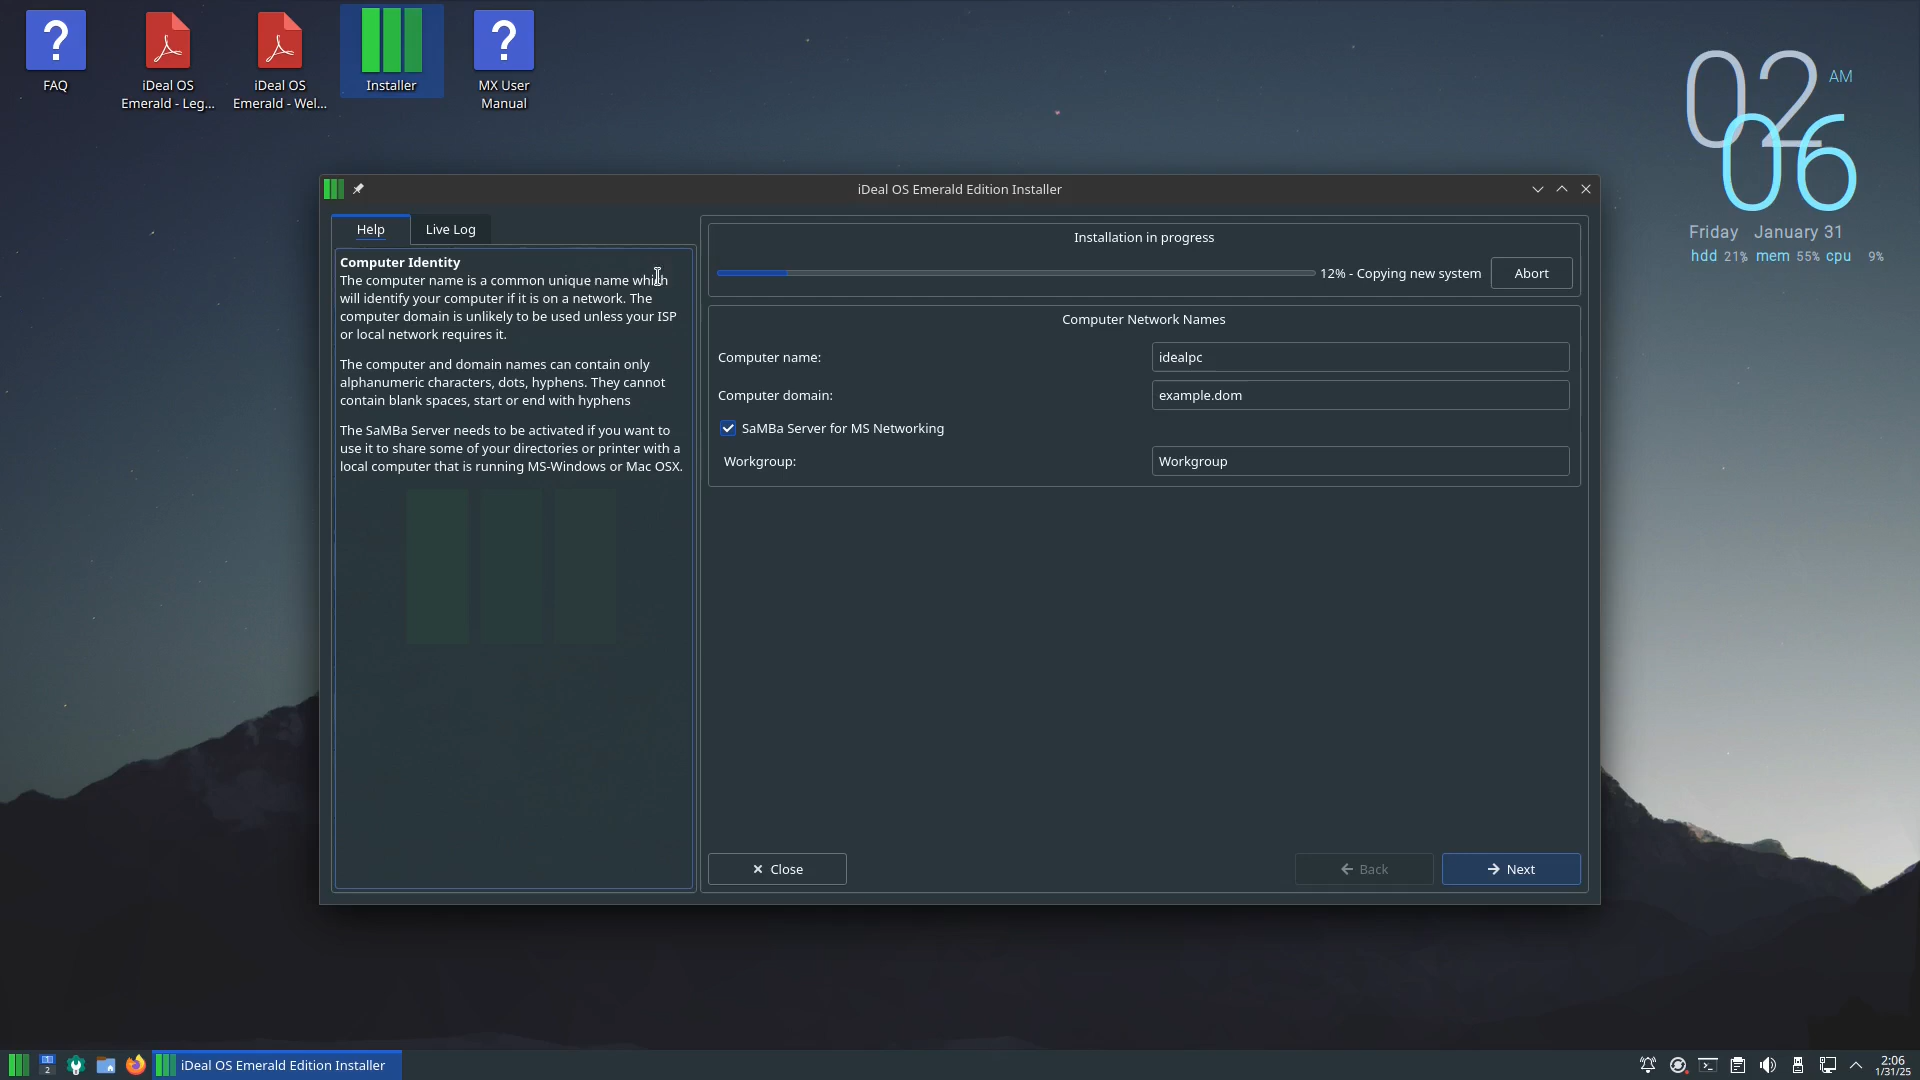 FAQ
iDeal OS
Emerald - Leg...
iDeal OS
Emerald - Wel...
Installer
MX User
Manual
02 AM
06
Friday January 31
hdd 21% mem 55% cpu 9%
iDeal OS Emerald Edition Installer
Help
Live Log
Computer Identity
The computer name is a common unique name which
will identify your computer if it is on a network. The
computer domain is unlikely to be used unless your ISP
or local network requires it.
The computer and domain names can contain only
alphanumeric characters, dots, hyphens. They cannot
contain blank spaces, start or end with hyphens
The SaMBa Server needs to be activated if you want to
use it to share some of your directories or printer with a
local computer that is running MS-Windows or Mac OSX.
Installation in progress
12% - Copying new system
Abort
Computer Network Names
Computer name:
idealpc
Computer domain:
example.dom
SaMBa Server for MS Networking
Workgroup:
Workgroup
Close
Back
Next
1
2
iDeal OS Emerald Edition Installer
2:06
1/31/25